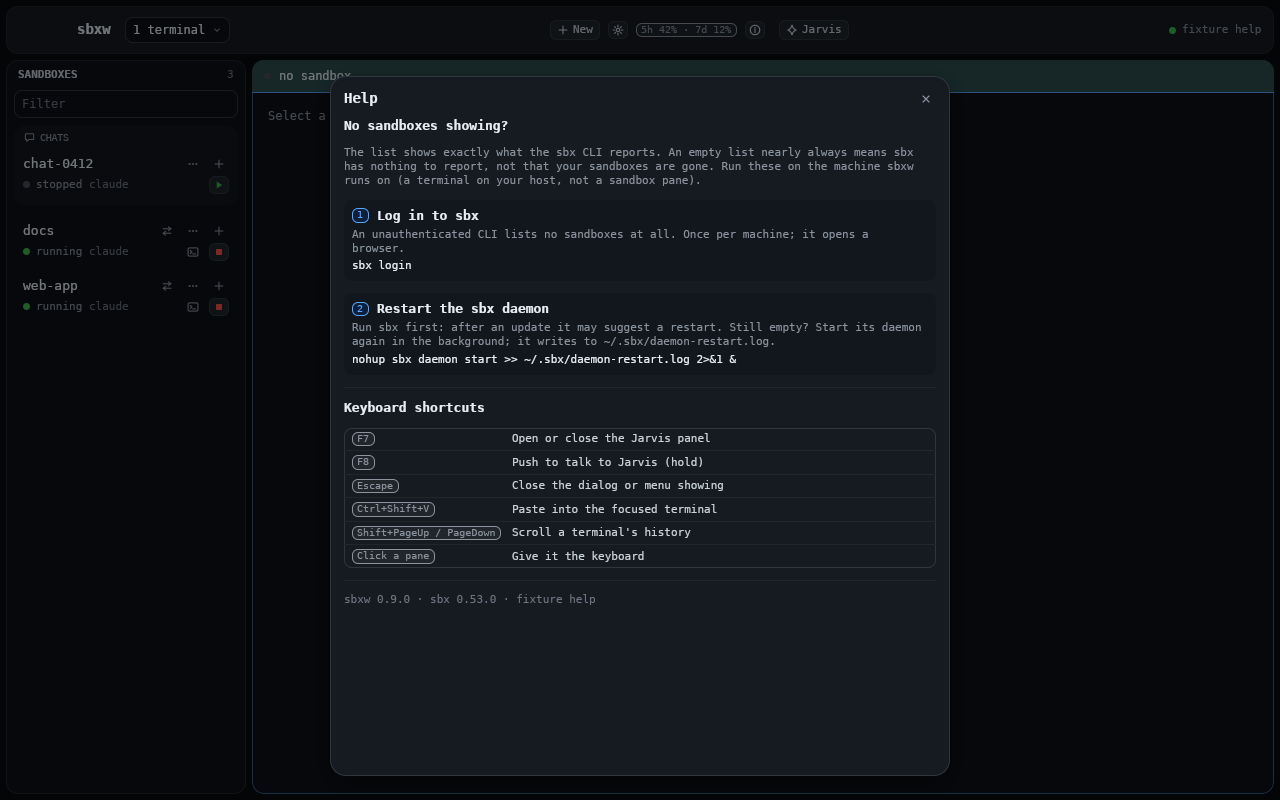 sbxw
1 terminal
New
5h 42% · 7d 12%
Jarvis
fixture help
SANDBOXES 3
Filter
CHATS
chat-0412
stopped claude
docs
running claude
web-app
running claude
no sandbox
Select a
Help
No sandboxes showing?
The list shows exactly what the sbx CLI reports. An empty list nearly always means sbx
has nothing to report, not that your sandboxes are gone. Run these on the machine sbxw
runs on (a terminal on your host, not a sandbox pane).
1 Log in to sbx
An unauthenticated CLI lists no sandboxes at all. Once per machine; it opens a
browser.
sbx login
2 Restart the sbx daemon
Run sbx first: after an update it may suggest a restart. Still empty? Start its daemon
again in the background; it writes to ~/.sbx/daemon-restart.log.
nohup sbx daemon start >> ~/.sbx/daemon-restart.log 2>&1 &
Keyboard shortcuts
F7 Open or close the Jarvis panel
F8 Push to talk to Jarvis (hold)
Escape Close the dialog or menu showing
Ctrl+Shift+V Paste into the focused terminal
Shift+PageUp / PageDown Scroll a terminal's history
Click a pane Give it the keyboard
sbxw 0.9.0 · sbx 0.53.0 · fixture help